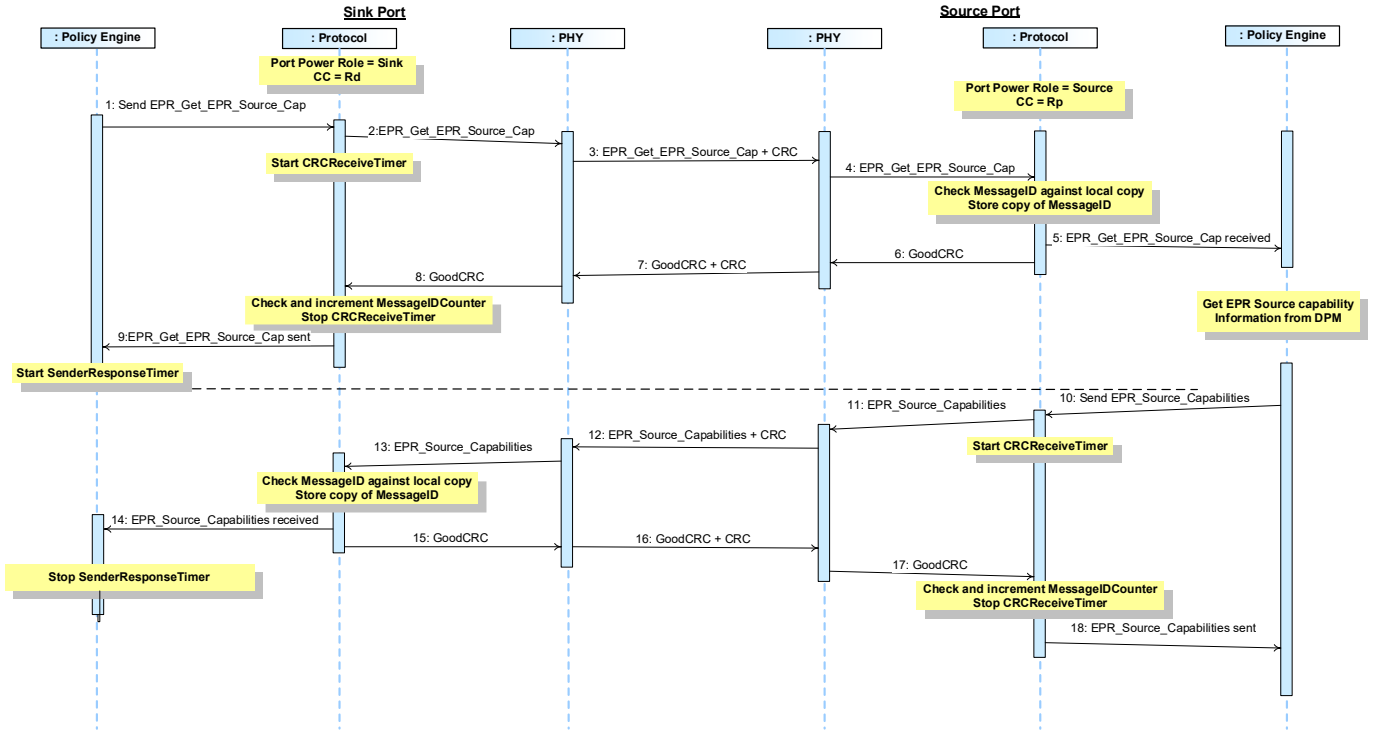 Sink Port
Source Port
: Policy Engine
: Protocol
: PHY
: PHY
: Protocol
: Policy Engine
Port Power Role = Sink
CC = Rd
Port Power Role = Source
CC = Rp
1: Send EPR_Get_EPR_Source_Cap
2:EPR_Get_EPR_Source_Cap
Start CRCReceiveTimer
3: EPR_Get_EPR_Source_Cap + CRC
4: EPR_Get_EPR_Source_Cap
Check MessageID against local copy
Store copy of MessageID
5: EPR_Get_EPR_Source_Cap received
6: GoodCRC
7: GoodCRC + CRC
8: GoodCRC
Check and increment MessageIDCounter
Stop CRCReceiveTimer
Get EPR Source capability
Information from DPM
9:EPR_Get_EPR_Source_Cap sent
Start SenderResponseTimer
10: Send EPR_Source_Capabilities
11: EPR_Source_Capabilities
Start CRCReceiveTimer
12: EPR_Source_Capabilities + CRC
13: EPR_Source_Capabilities
Check MessageID against local copy
Store copy of MessageID
14: EPR_Source_Capabilities received
15: GoodCRC
16: GoodCRC + CRC
17: GoodCRC
Stop SenderResponseTimer
Check and increment MessageIDCounter
Stop CRCReceiveTimer
18: EPR_Source_Capabilities sent